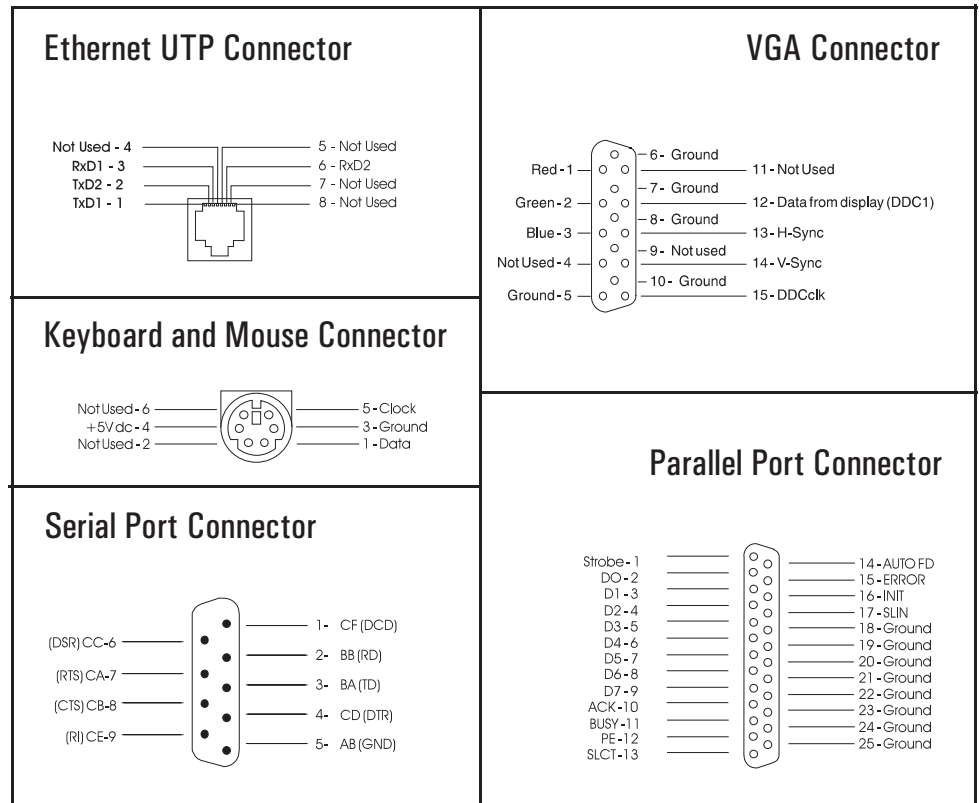 Ethernet UTP Connector
Not Used - 4
RxD1 - 3
TxD2 - 2
TxD1 - 1
5 - Not Used
6 - RxD2
7 - Not Used
8 - Not Used
VGA Connector
Red - 1
Green - 2
Blue - 3
Not Used - 4
Ground - 5
6 - Ground
7 - Ground
8 - Ground
9 - Not used
10 - Ground
11 - Not Used
12 - Data from display (DDC1)
13 - H-Sync
14 - V-Sync
15 - DDCclk
Keyboard and Mouse Connector
Not Used - 6
+5V dc - 4
Not Used - 2
5 - Clock
3 - Ground
1 - Data
Serial Port Connector
(DSR) CC-6
(RTS) CA-7
(CTS) CB-8
(RI) CE-9
1- CF (DCD)
2- BB (RD)
3- BA (TD)
4- CD (DTR)
5- AB (GND)
Parallel Port Connector
Strobe - 1
DO - 2
D1 - 3
D2 - 4
D3 - 5
D4 - 6
D5 - 7
D6 - 8
D7 - 9
ACK - 10
BUSY - 11
PE - 12
SLCT - 13
14 - AUTO FD
15 - ERROR
16 - INIT
17 - SLIN
18 - Ground
19 - Ground
20 - Ground
21 - Ground
22 - Ground
23 - Ground
24 - Ground
25 - Ground